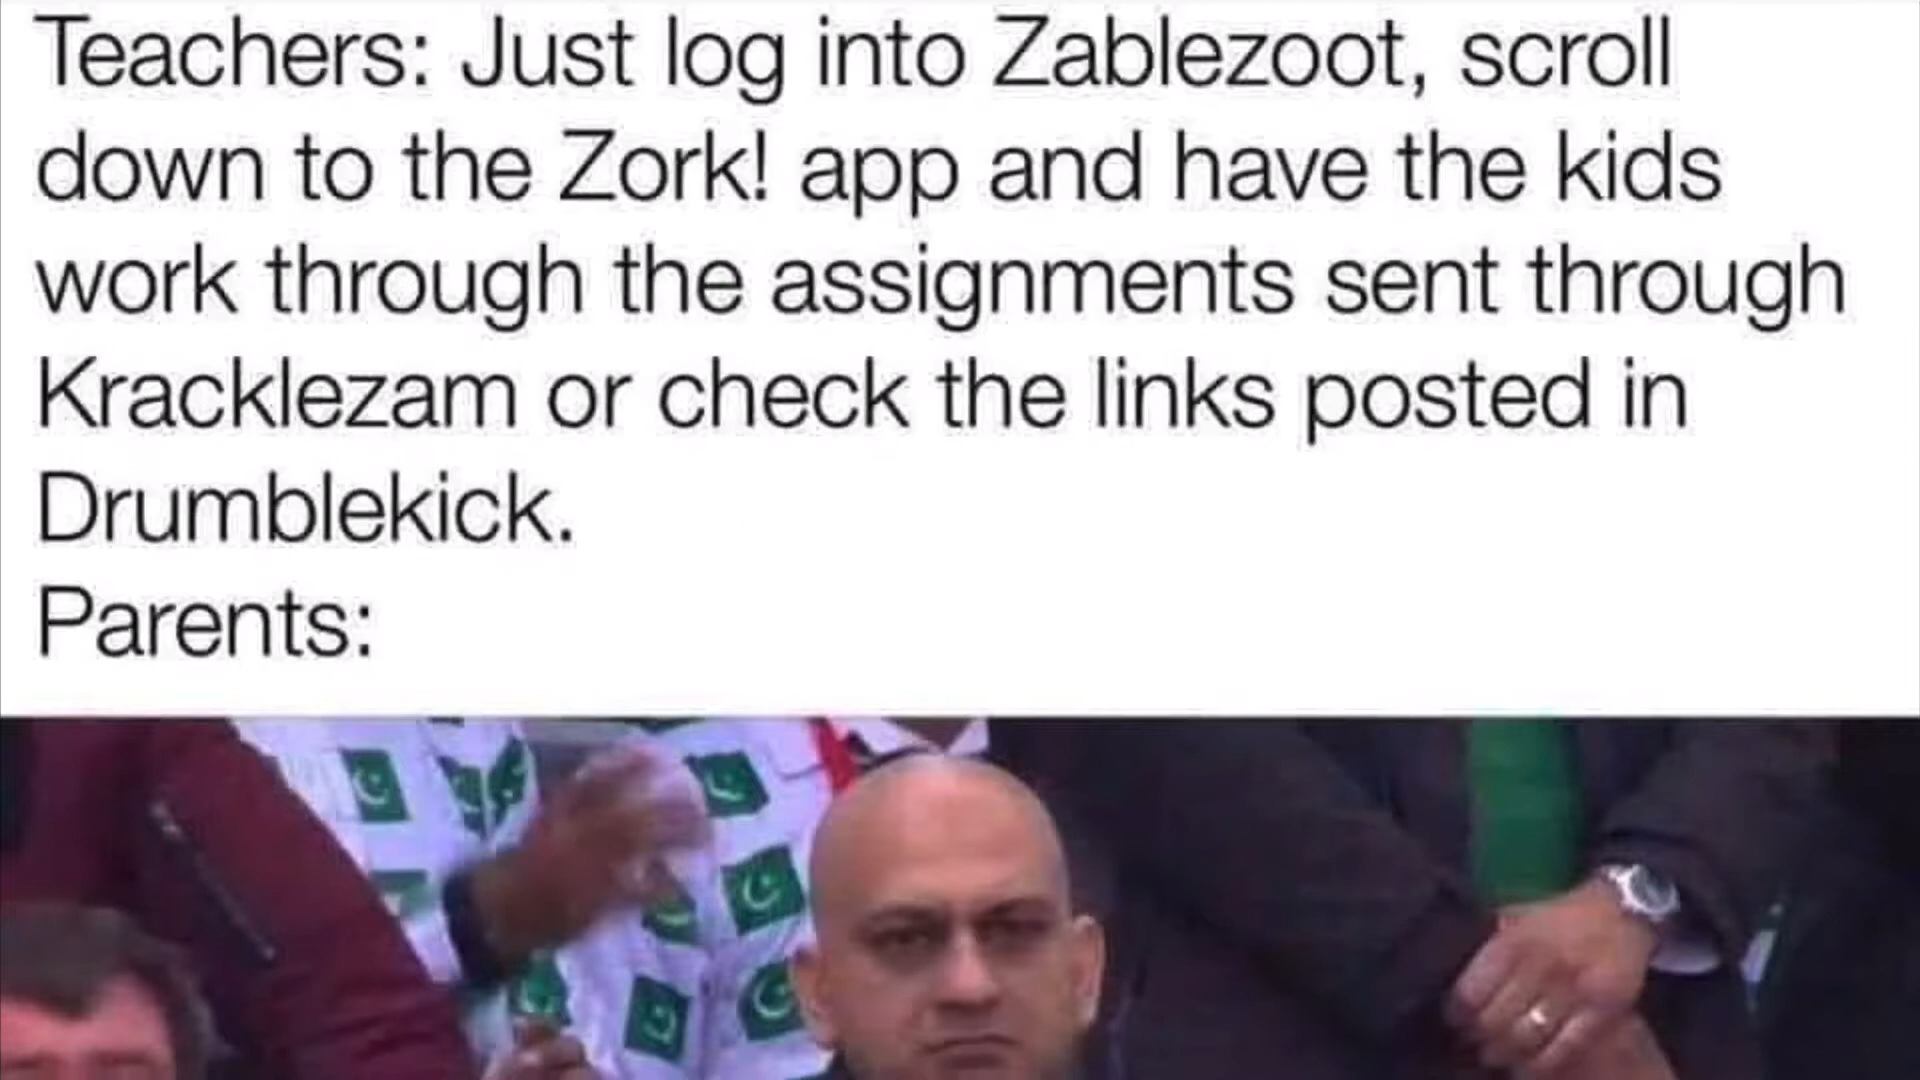 Teachers: Just log into Zablezoot, scroll
down to the Zork! app and have the kids
work through the assignments sent through
Kracklezam or check the links posted in
Drumblekick.
Parents: